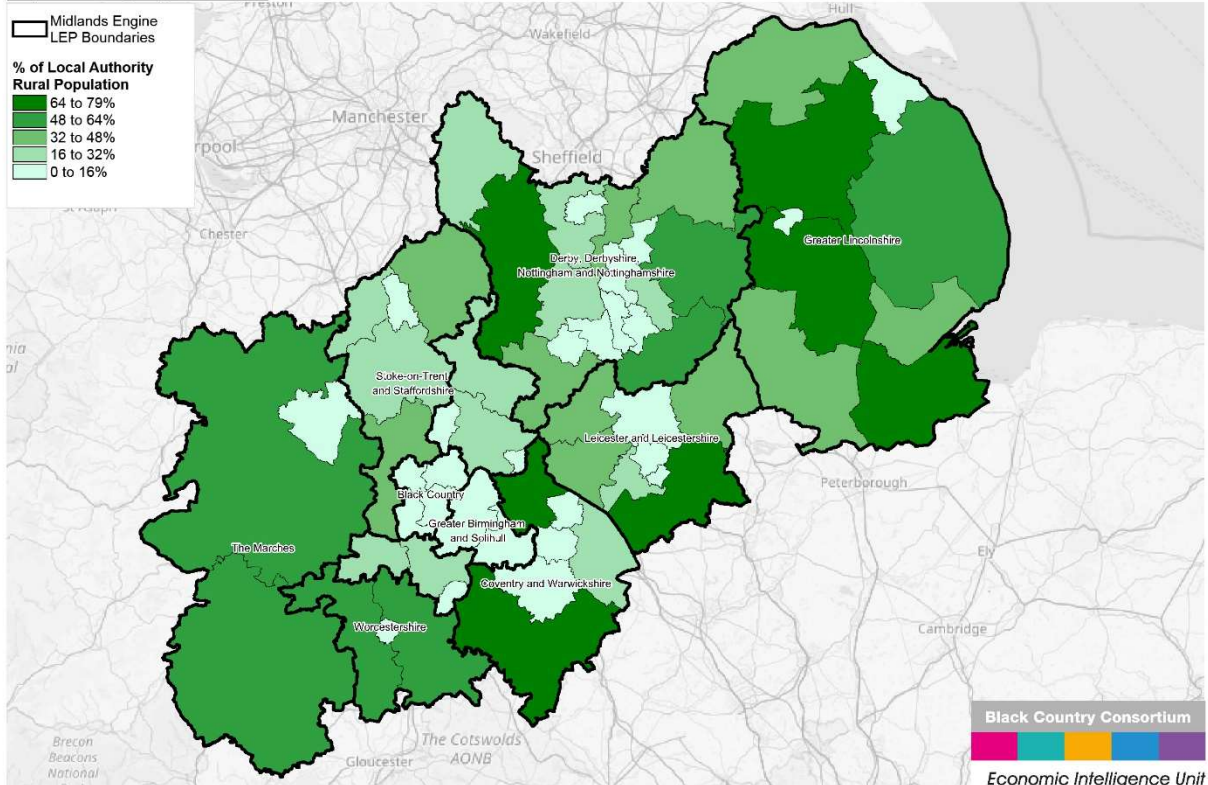 Midlands Engine
LEP Boundaries
% of Local Authority
Rural Population
64 to 79%
48 to 64%
32 to 48%
16 to 32%
0 to 16%
Preston
Hull
Wakefield
Manchester
Sheffield
Chester
Greater Lincolnshire
Derby, Derbyshire,
Nottingham and Nottinghamshire
Stoke-on-Trent
and Staffordshire
Leicester and Leicestershire
Peterborough
Black Country
Greater Birmingham
and Solihull
Ely
The Marches
Coventry and Warwickshire
Worcestershire
Cambridge
Brecon
Beacons
National
Gloucester
The Cotswolds
AONB
Black Country Consortium
Economic Intelligence Unit